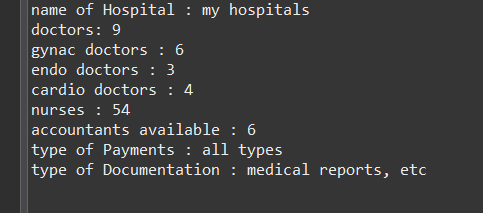 name of Hospital : my hospitals
doctors: 9
gynac doctors : 6
endo doctors : 3
cardio doctors : 4
nurses : 54
accountants available : 6
type of Payments : all types
type of Documentation : medical reports, etc